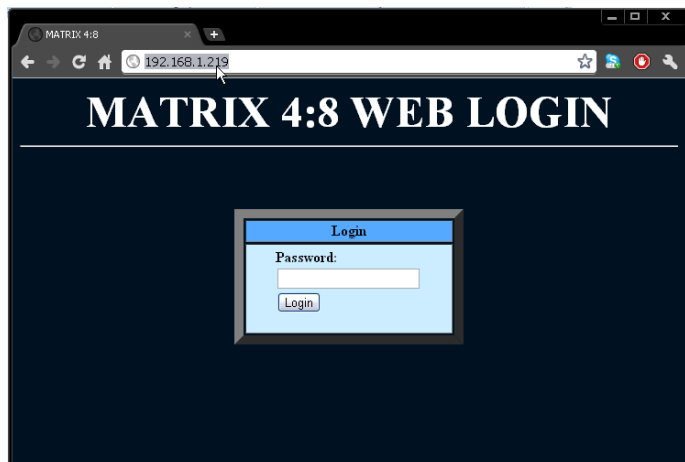 MATRIX 4:8
192.168.1.219
MATRIX 4:8 WEB LOGIN
Login
Password:
Login